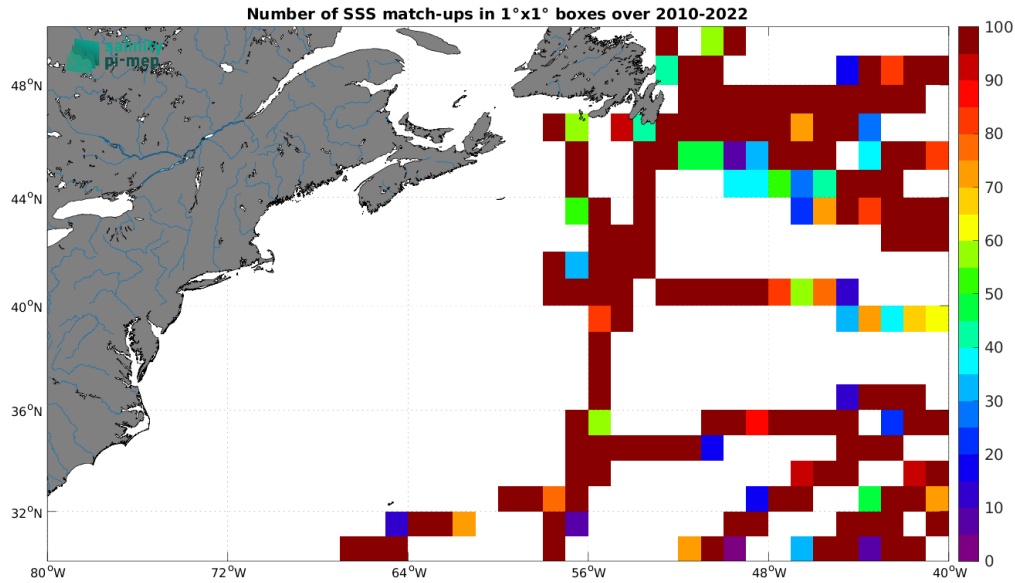 Number of SSS match-ups in 1°x1° boxes over 2010-2022
salinity
pi-mep
48°N
44°N
40°N
36°N
32°N
80°W 72°W 64°W 56°W 48°W 40°W
100
90
80
70
60
50
40
30
20
10
0